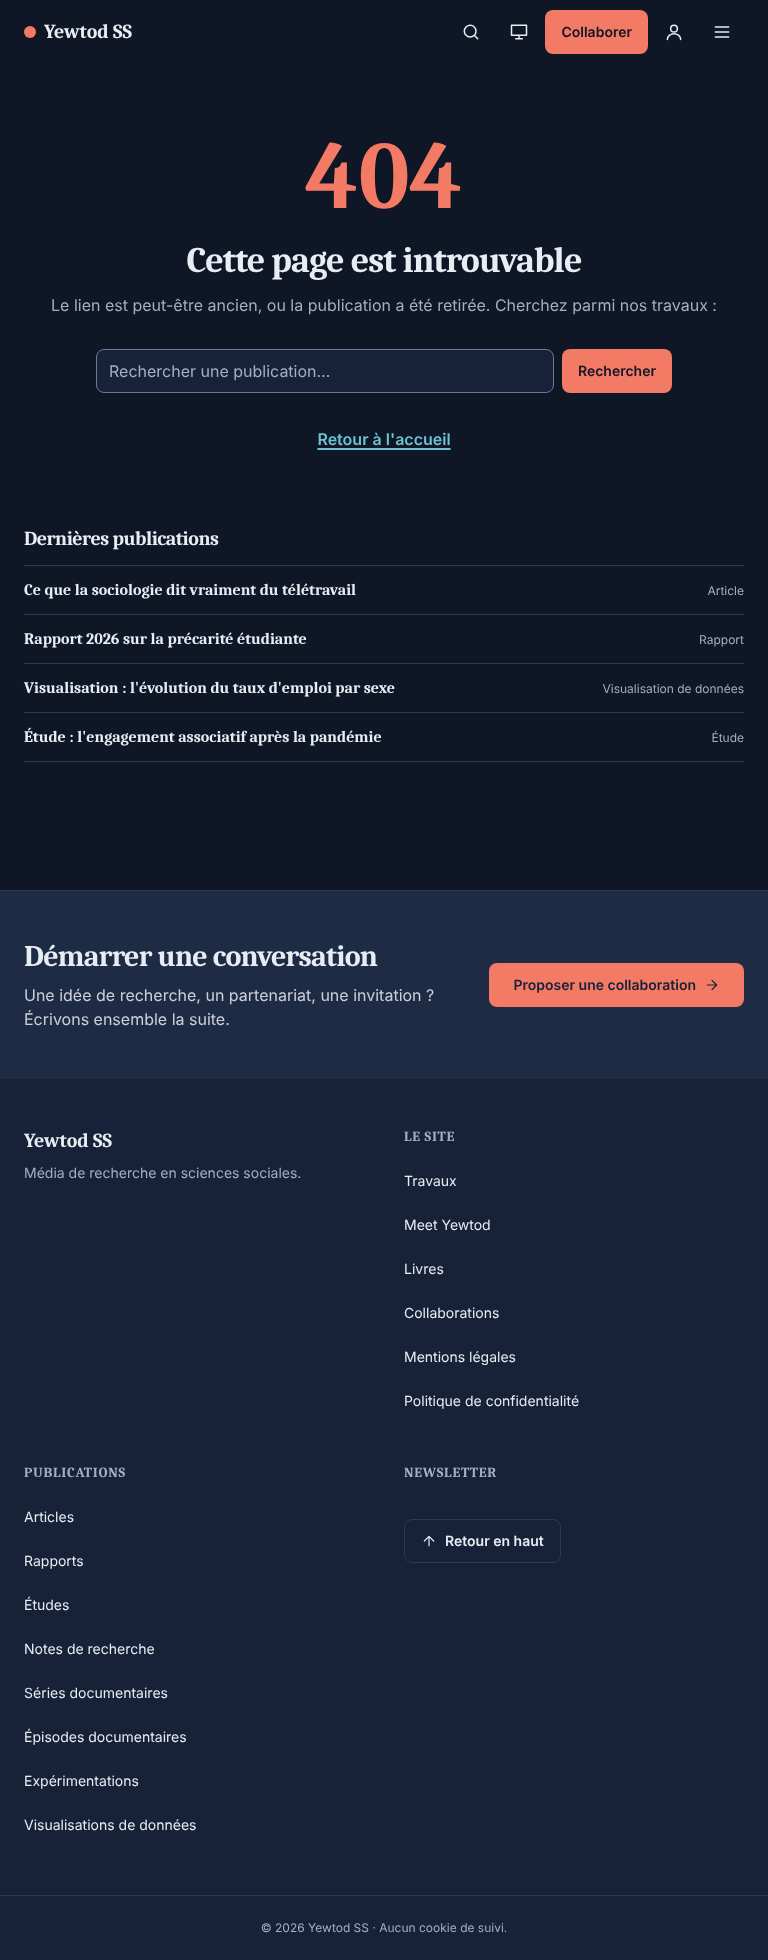 Yewtod SS
Collaborer
404
Cette page est introuvable
Le lien est peut-être ancien, ou la publication a été retirée. Cherchez parmi nos travaux :
Rechercher une publication...
Rechercher
Retour à l'accueil
Dernières publications
Ce que la sociologie dit vraiment du télétravail
Article
Rapport 2026 sur la précarité étudiante
Rapport
Visualisation : l'évolution du taux d'emploi par sexe
Visualisation de données
Étude : l'engagement associatif après la pandémie
Étude
Démarrer une conversation
Une idée de recherche, un partenariat, une invitation ?
Écrivons ensemble la suite.
Proposer une collaboration
Yewtod SS
Média de recherche en sciences sociales.
LE SITE
Travaux
Meet Yewtod
Livres
Collaborations
Mentions légales
Politique de confidentialité
PUBLICATIONS
Articles
Rapports
Études
Notes de recherche
Séries documentaires
Épisodes documentaires
Expérimentations
Visualisations de données
NEWSLETTER
Retour en haut
© 2026 Yewtod SS · Aucun cookie de suivi.